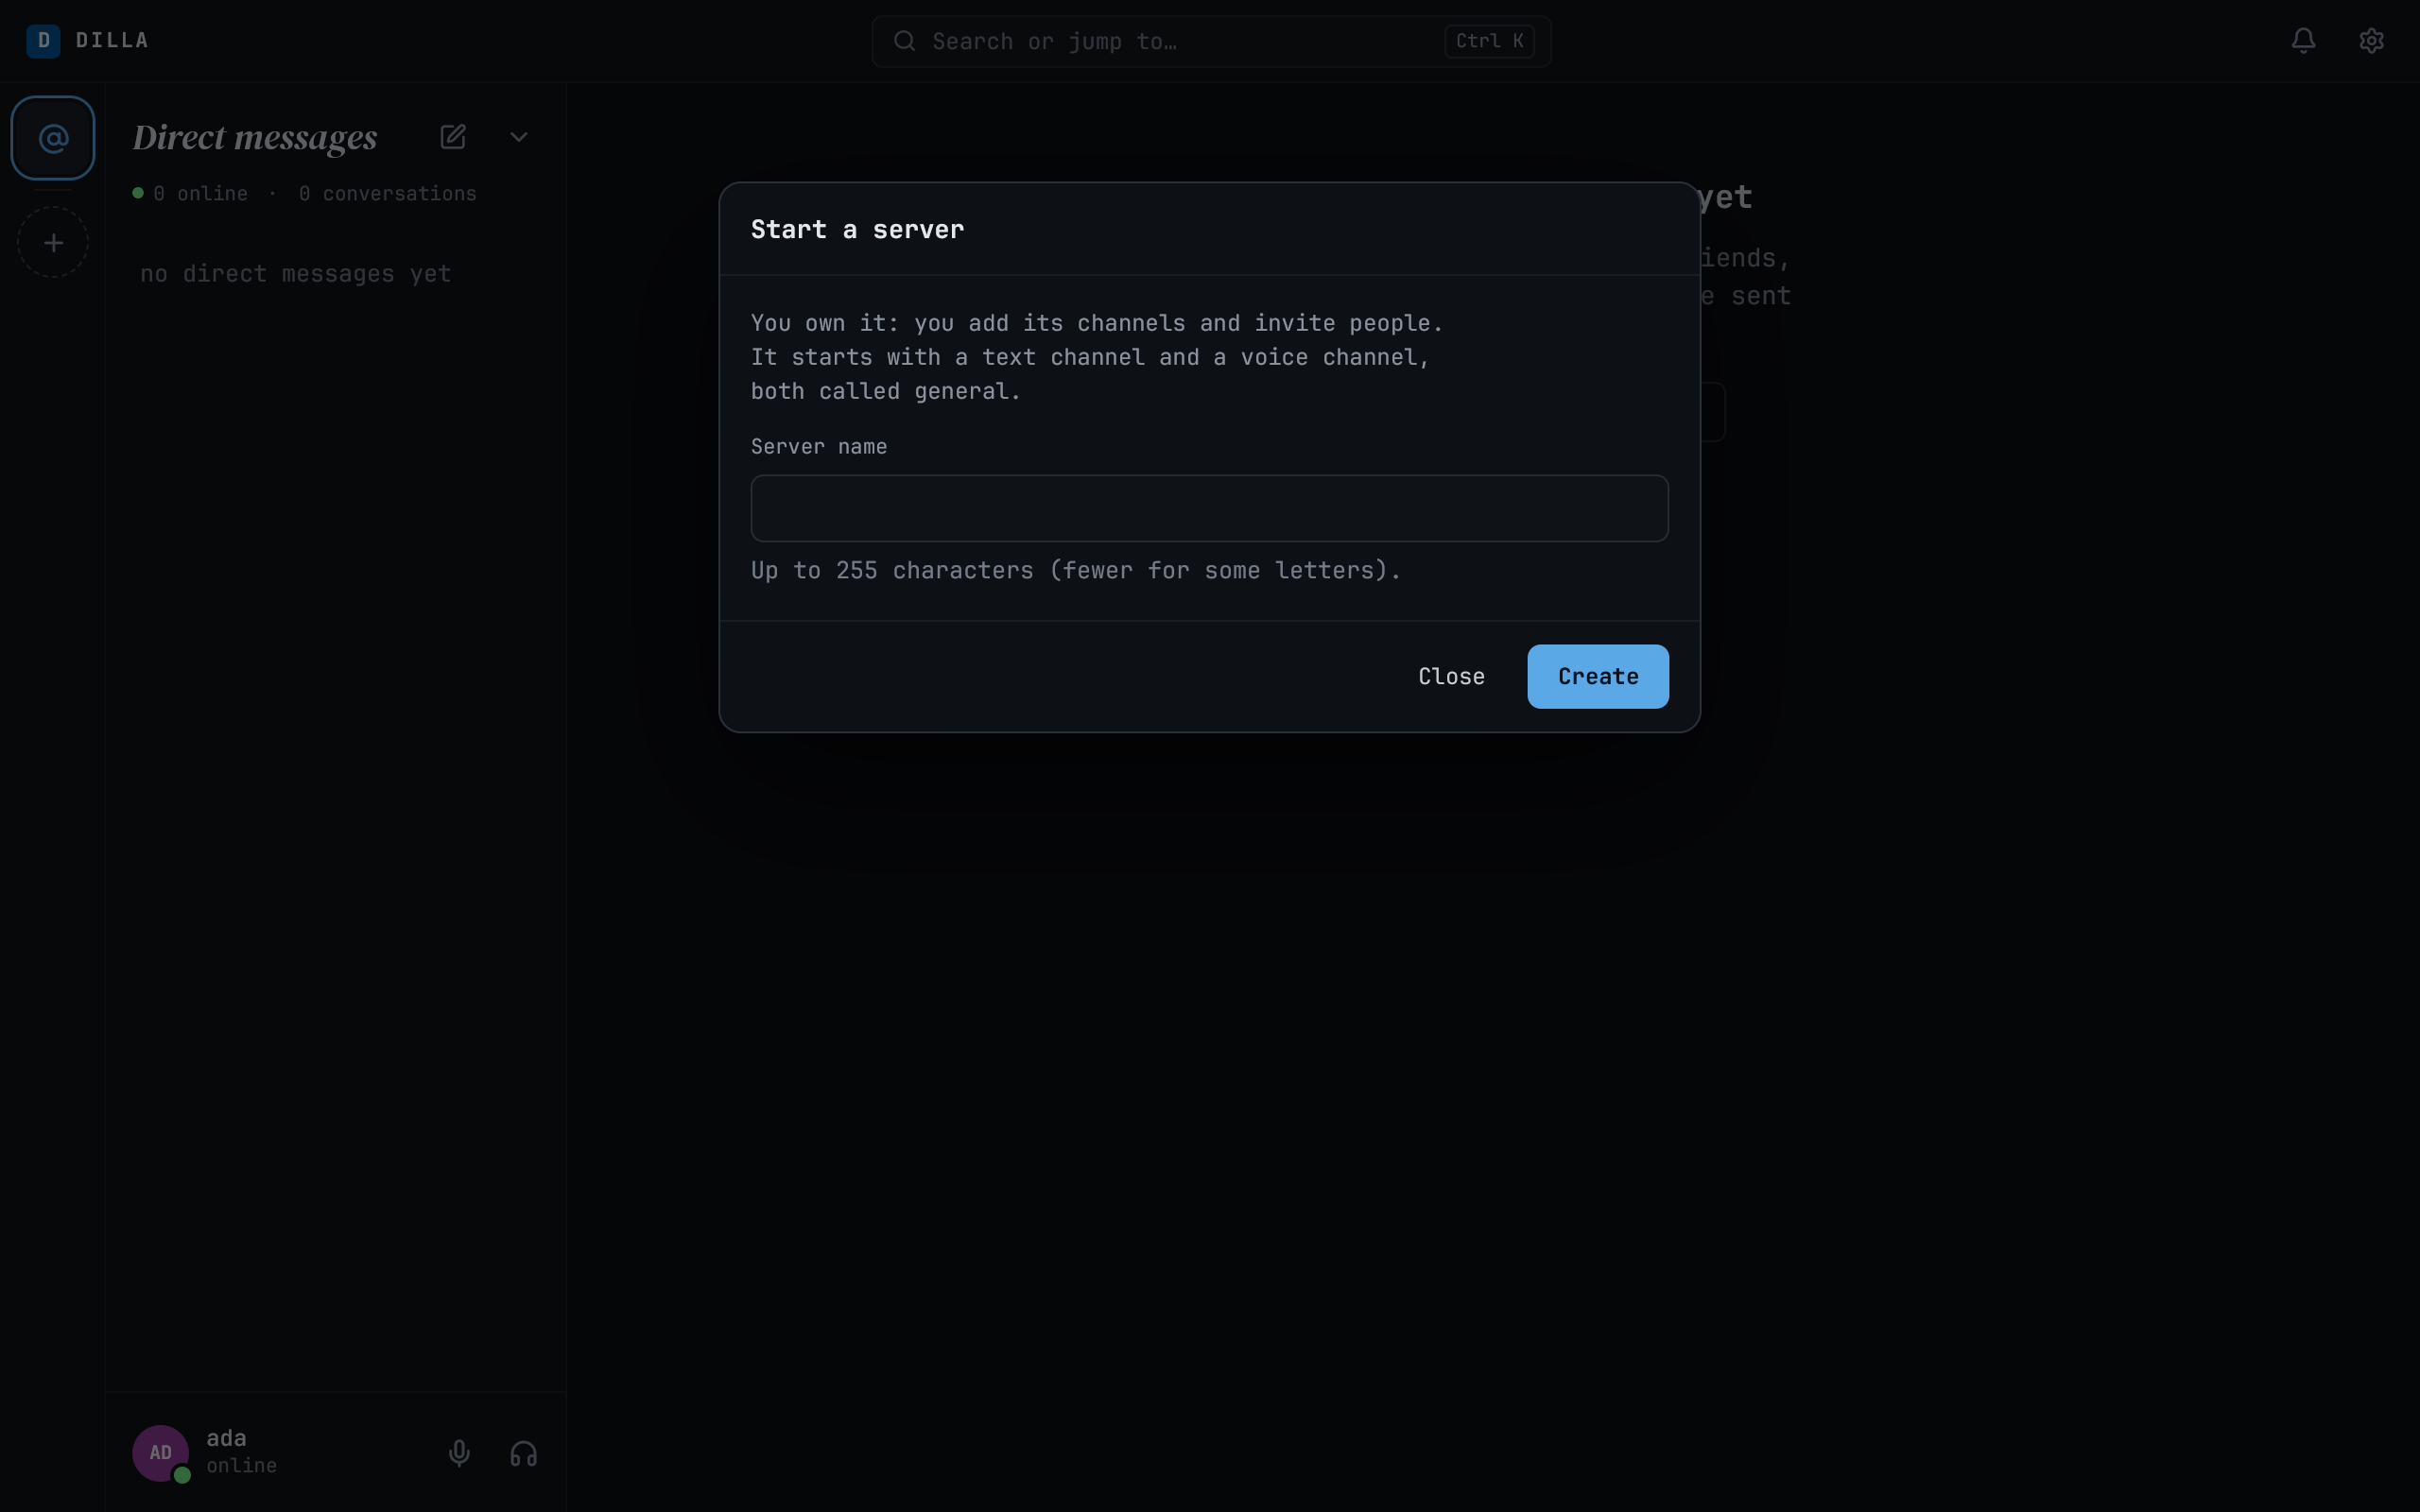 D DILLA
Search or jump to…
Ctrl K
@
Direct messages
0 online · 0 conversations
no direct messages yet
+
yet
sent
Start a server
You own it: you add its channels and invite people.
It starts with a text channel and a voice channel,
both called general.
Server name
Up to 255 characters (fewer for some letters).
Close
Create
AD
ada
online